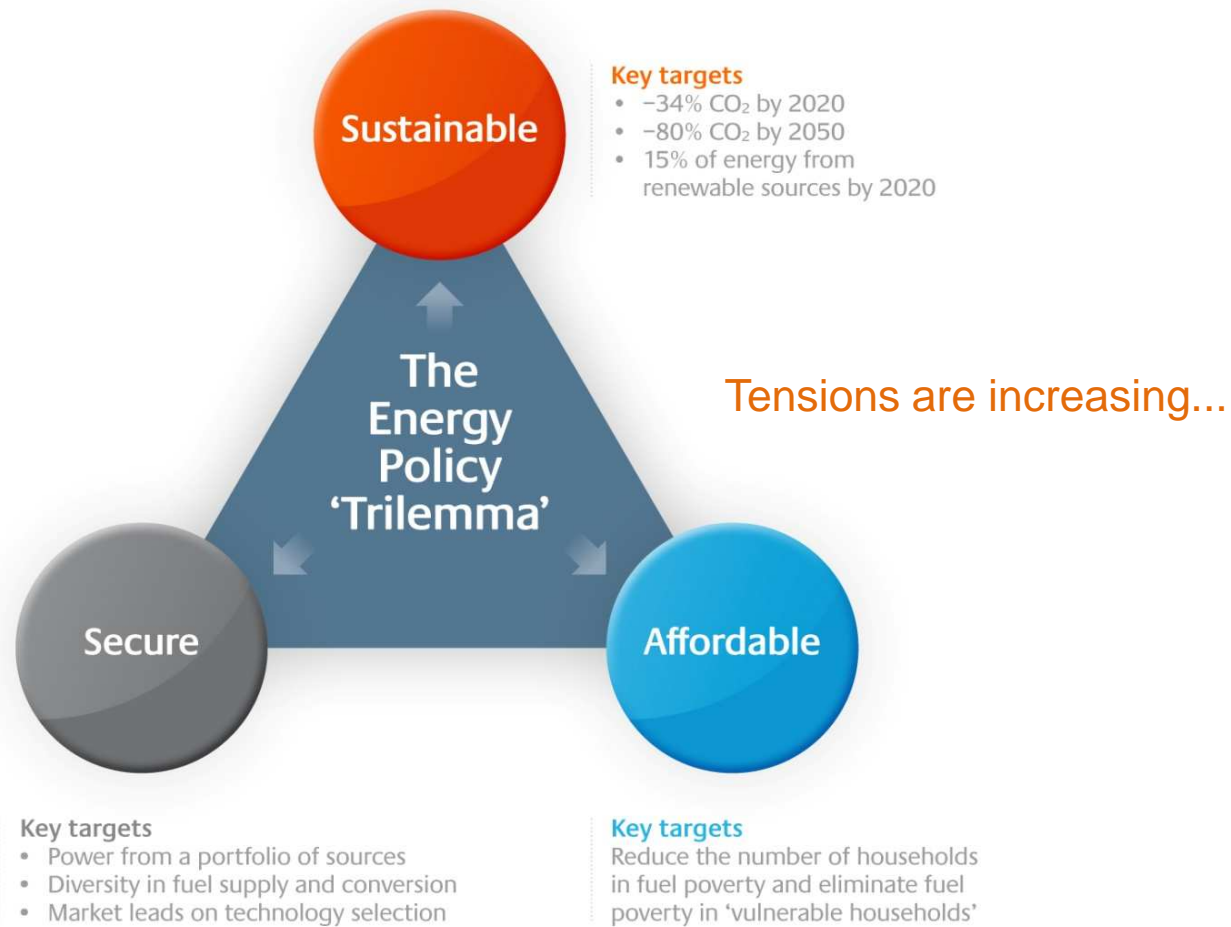 Sustainable
Key targets
• −34% CO₂ by 2020
• −80% CO₂ by 2050
• 15% of energy from
renewable sources by 2020
The
Energy
Policy
‘Trilemma’
Tensions are increasing...
Secure
Affordable
Key targets
• Power from a portfolio of sources
• Diversity in fuel supply and conversion
• Market leads on technology selection
Key targets
Reduce the number of households
in fuel poverty and eliminate fuel
poverty in ‘vulnerable households’